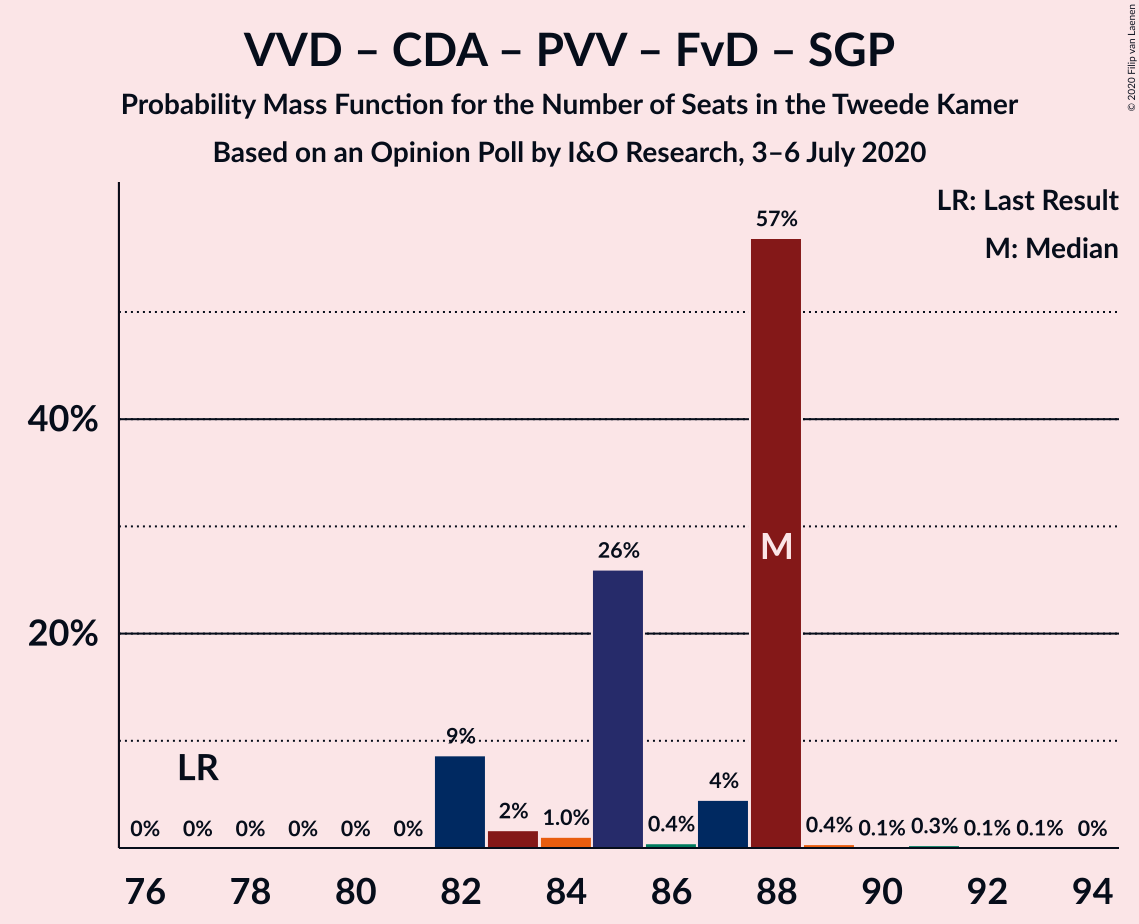 VVD – CDA – PVV – FvD – SGP
Probability Mass Function for the Number of Seats in the Tweede Kamer
Based on an Opinion Poll by I&O Research, 3–6 July 2020
© 2020 Filip van Laenen
LR: Last Result
M: Median
57%
40%
M
26%
20%
9%
LR
4%
2%
1.0%
0% 0% 0% 0% 0% 0% 0.4% 0.4% 0.1% 0.3% 0.1% 0.1% 0%
76 78 80 82 84 86 88 90 92 94